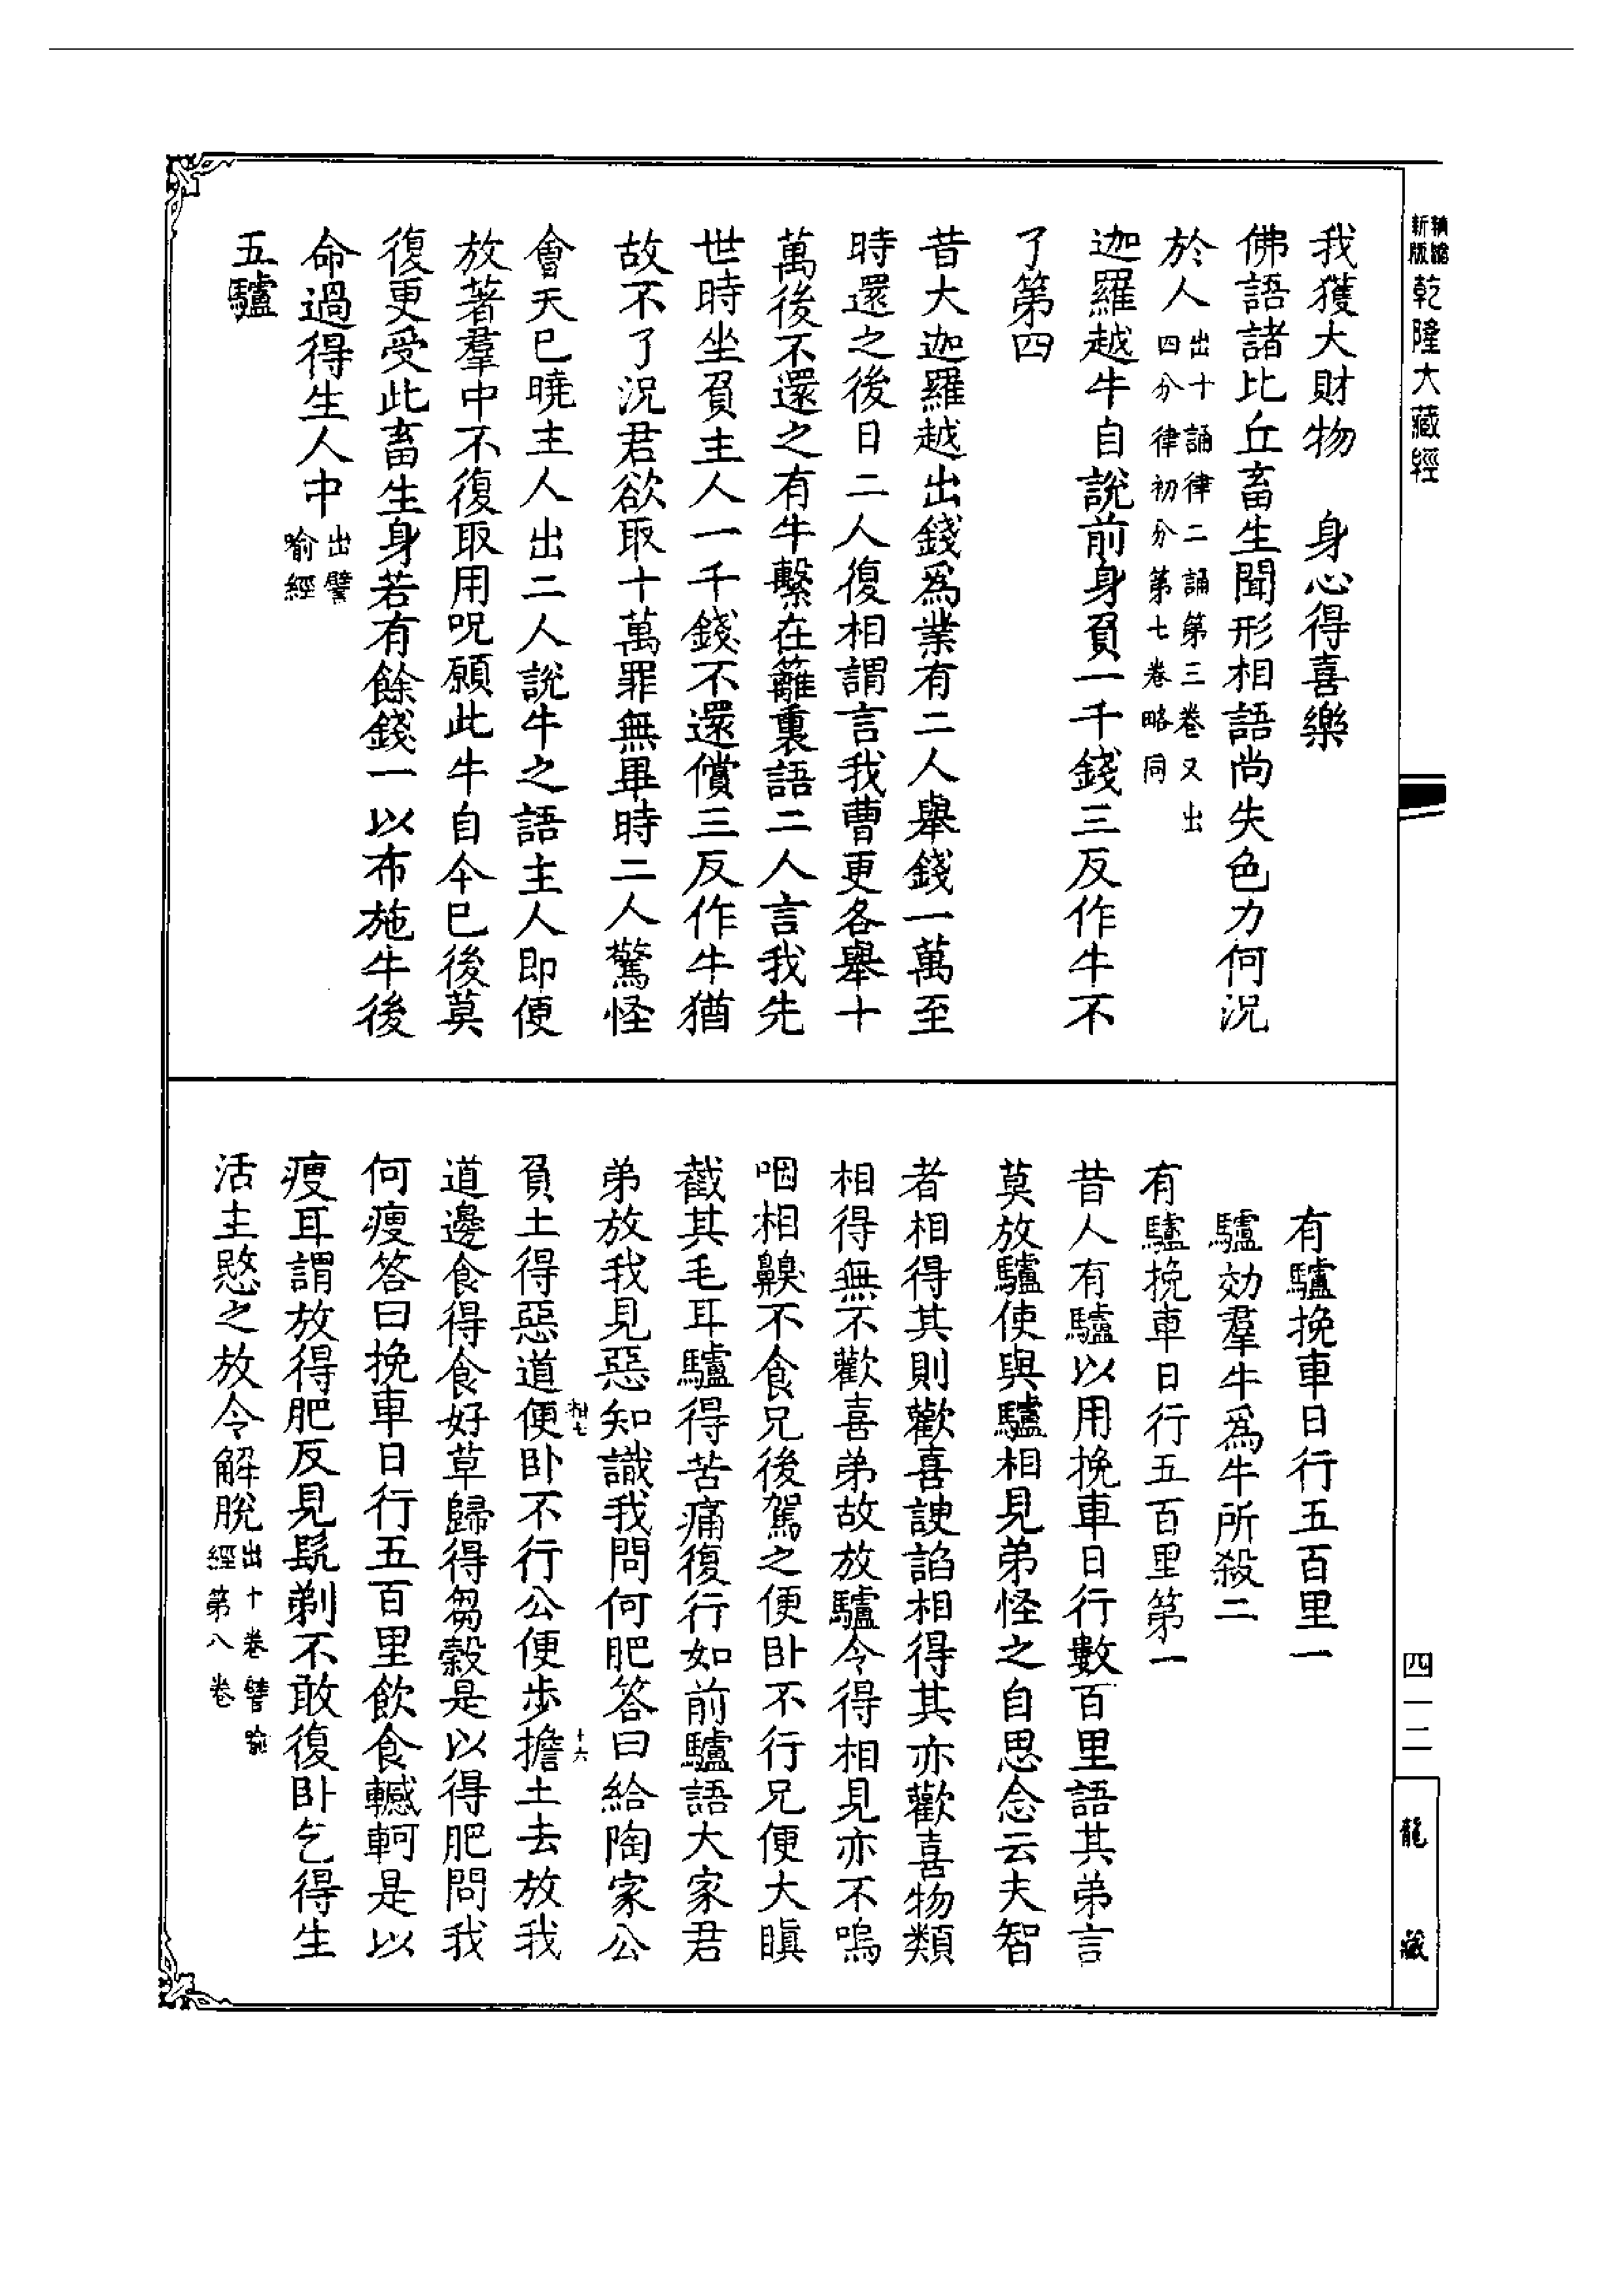 新版
精縮
乾隆大藏經
我獲大財物　身心得喜樂
佛語諸比丘畜生聞形相語尚失色力何況
於人出十誦律二誦第三卷又出
四分律初分第七卷略同
迦羅越牛自說前身負一千錢三反作牛不
了第四
昔大迦羅越出錢爲業有二人舉錢一萬至
時還之後日二人復相謂言我曹更各舉十
萬後不還之有牛繫在籬裏語二人言我先
世時坐負主人一千錢不還償三反作牛猶
故不了況君欲取十萬罪無畢時二人驚怪
會天已曉主人出二人說牛之語主人即便
放著羣中不復取用呪願此牛自今已後莫
復更受此畜生身若有餘錢一以布施牛後
命過得生人中出譬
喻經
五驢
有驢挽車日行五百里一
驢効羣牛爲牛所殺二
有驢挽車日行五百里第一
昔人有驢以用挽車日行數百里語其弟言
莫放驢使與驢相見弟怪之自思念云夫智
者相得其則歡喜諛諂相得其亦歡喜物類
相得無不歡喜弟故放驢令得相見亦不嗚
咽相鼻不食兄後駕之便卧不行兄便大瞋
截其毛耳驢得苦痛復行如前驢語大家君
弟放我見惡知識我問何肥答曰給陶家公
負土得惡道便卧不行公便步擔土去放我
道邊食得食好草歸得芻穀是以得肥問我
何瘦答曰挽車日行五百里飲食轗軻是以
瘦耳謂放得肥反見髡剃不敢復卧乞得生
活主愍之放令解脫出十卷譬喻
經第八卷
十六
四一二
龍藏